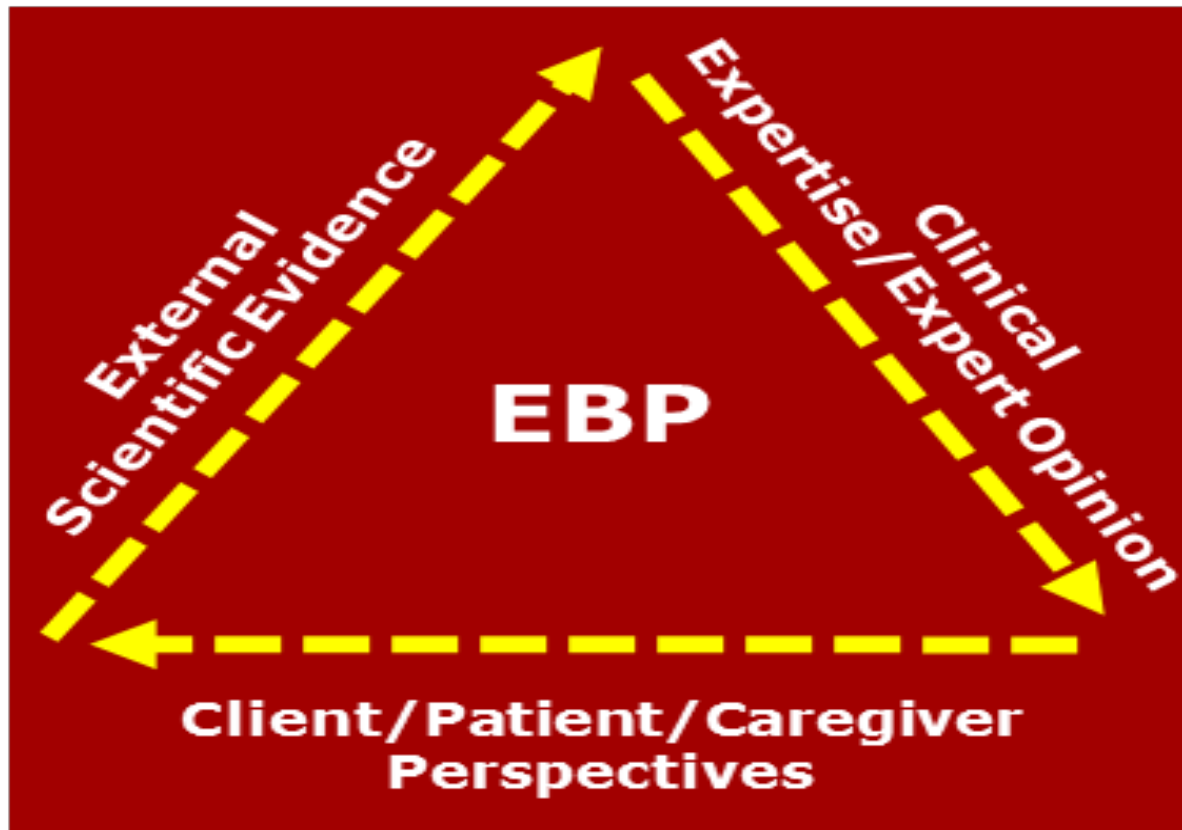 External
Scientific Evidence
Clinical
Expertise/Expert Opinion
EBP
Client/Patient/Caregiver
Perspectives